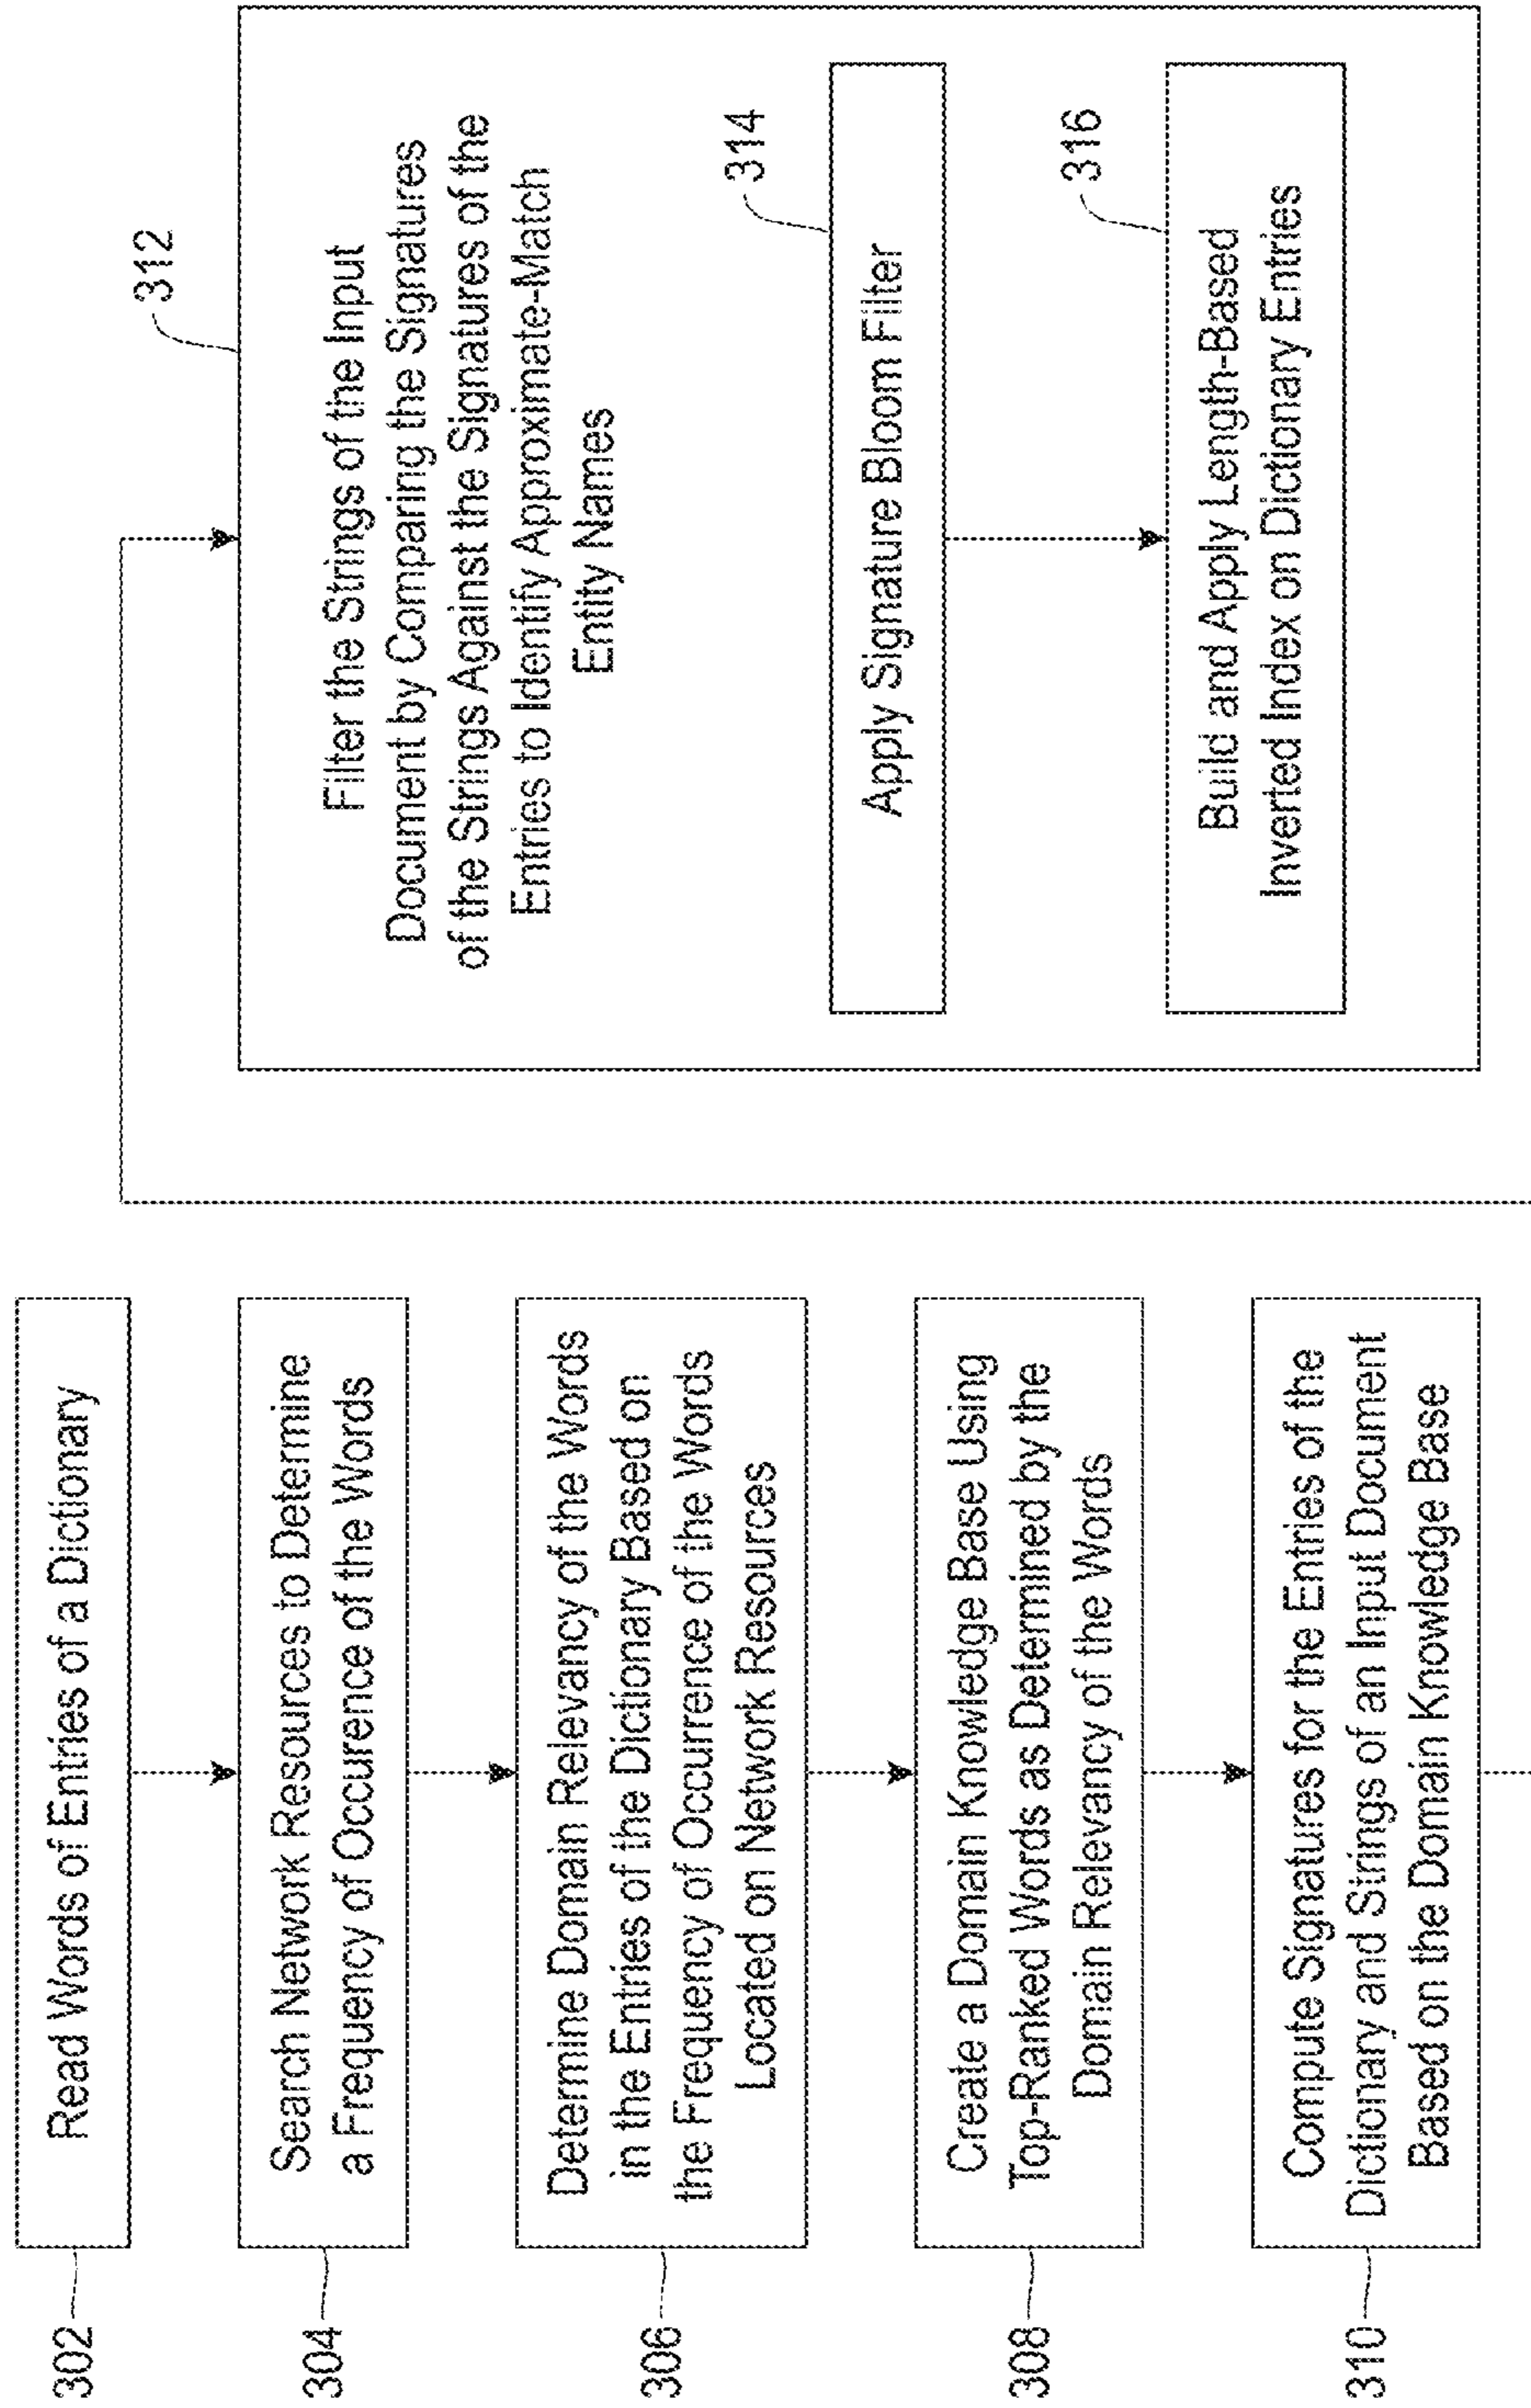 302
Read Words of Entries of a Dictionary
304
Search Network Resources to Determine
a Frequency of Occurence of the Words
306
Determine Domain Relevancy of the Words
in the Entries of the Dictionary Based on
the Frequency of Occurrence of the Words
Located on Network Resources
308
Create a Domain Knowledge Base Using
Top-Ranked Words as Determined by the
Domain Relevancy of the Words
310
Compute Signatures for the Entries of the
Dictionary and Strings of an Input Document
Based on the Domain Knowledge Base
312
Filter the Strings of the Input
Document by Comparing the Signatures
of the Strings Against the Signatures of the
Entries to Identify Approximate-Match
Entity Names
314
Apply Signature Bloom Filter
316
Build and Apply Length-Based
Inverted Index on Dictionary Entries